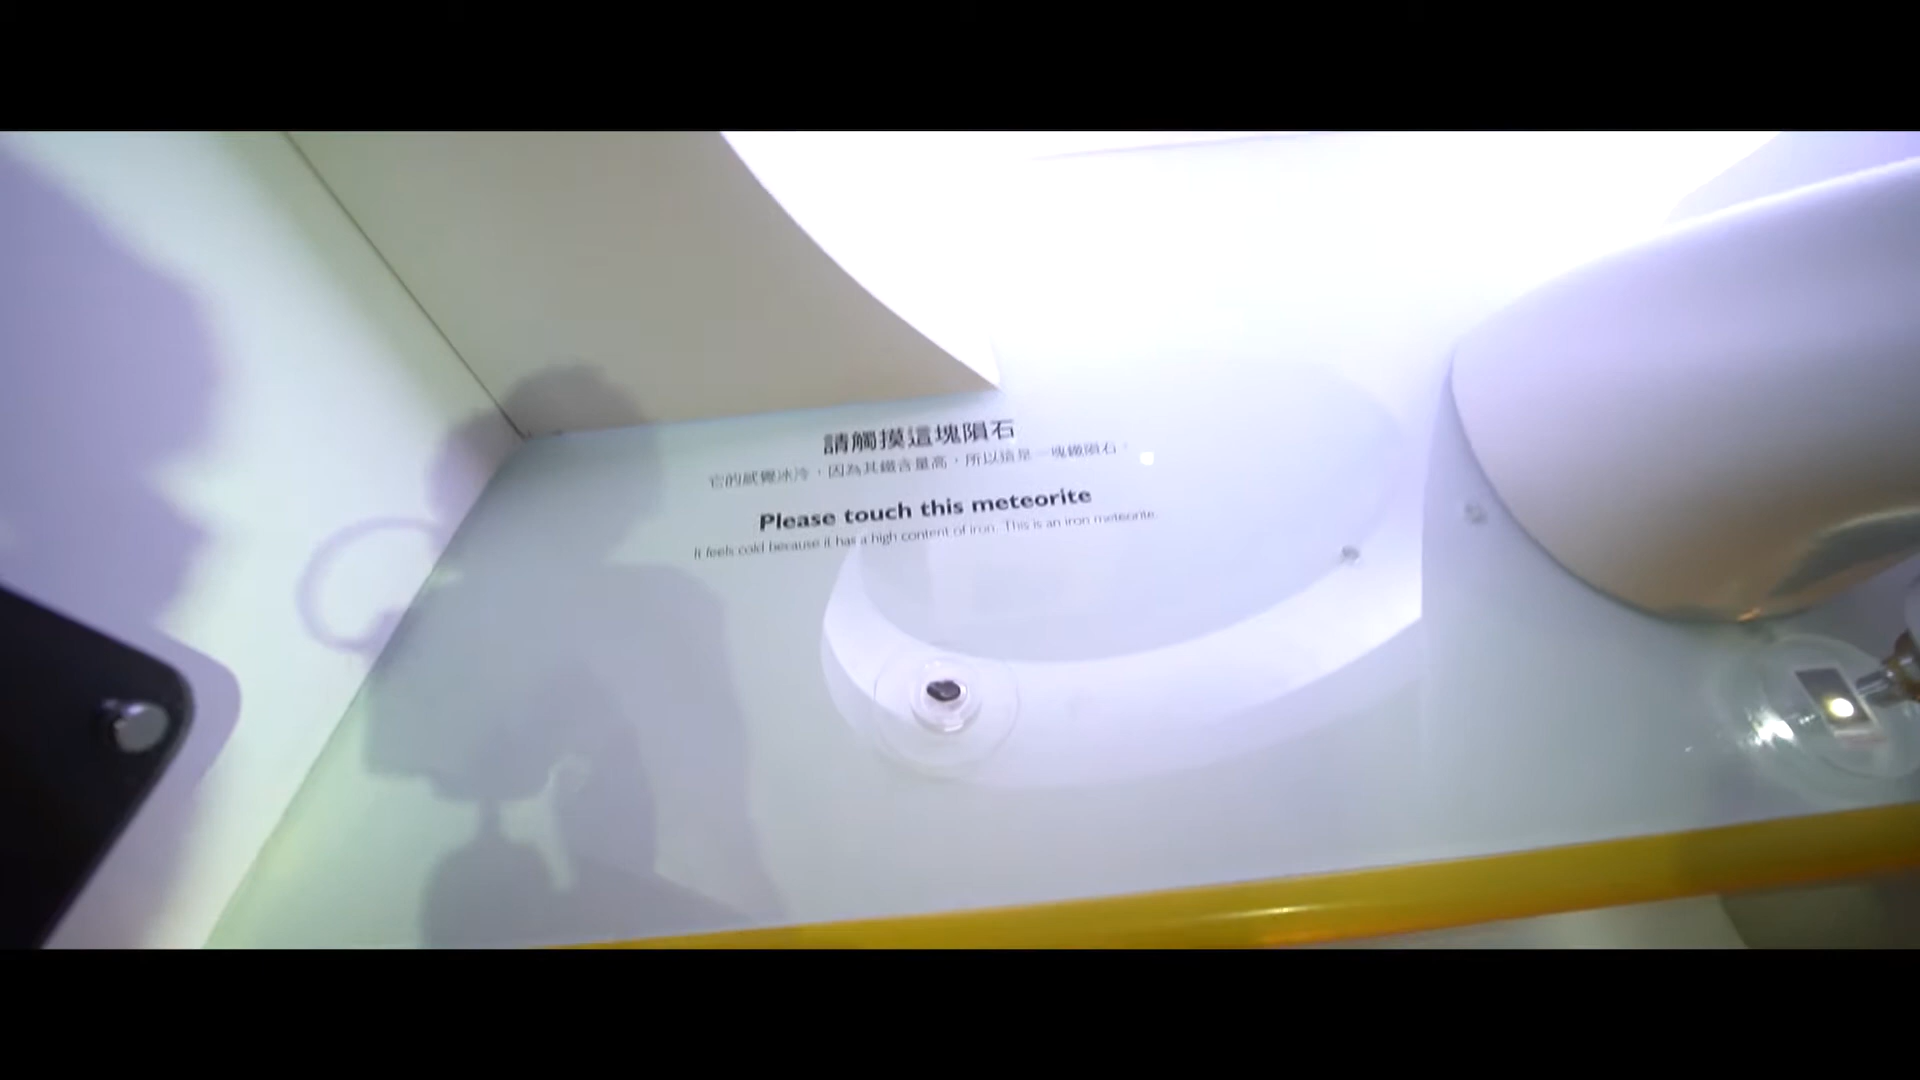 請觸摸這塊隕石
它的感覺冰冷，因為其鐵含量高，所以這是一塊鐵隕石。
Please touch this meteorite
It feels cold because it has a high content of iron. This is an iron meteorite.